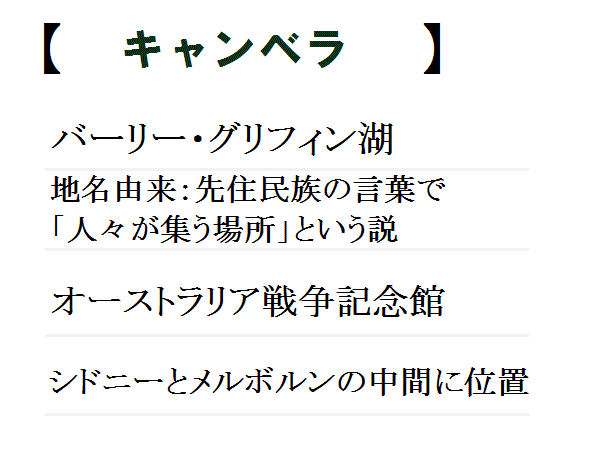 【 キャンベラ 】
バーリー・グリフィン湖
地名由来：先住民族の言葉で
「人々が集う場所」という説
オーストラリア戦争記念館
シドニーとメルボルンの中間に位置